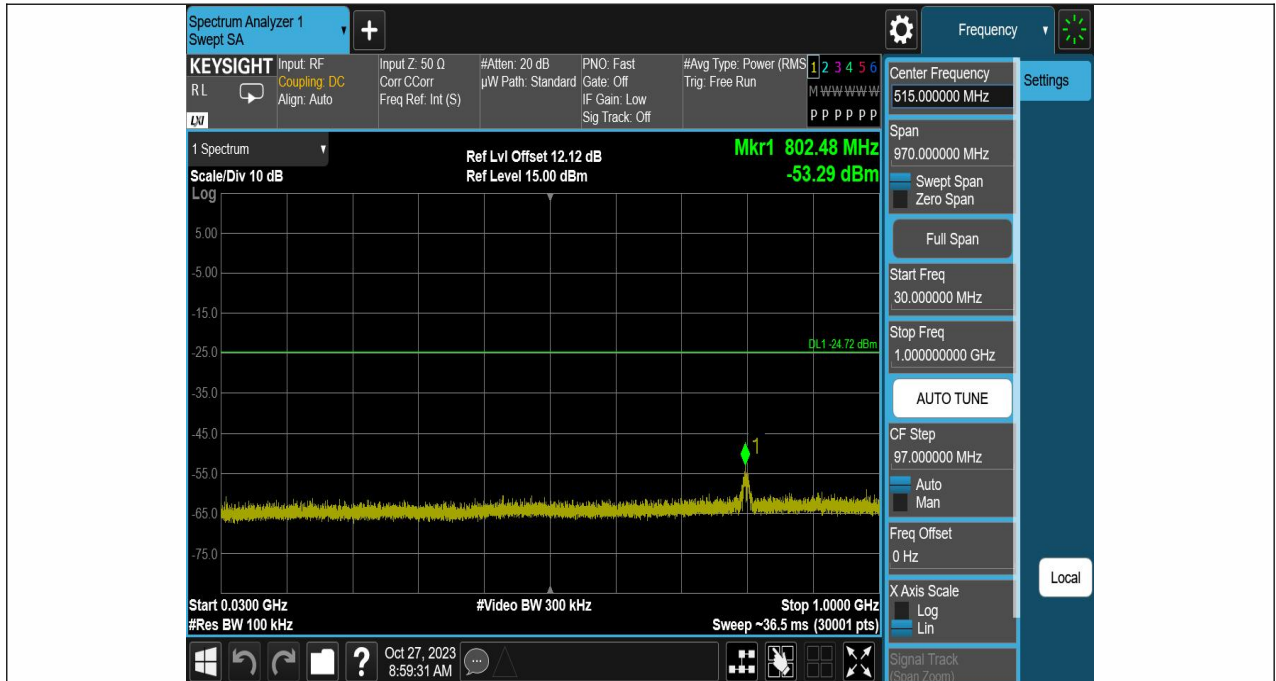 Spectrum Analyzer 1
Swept SA
+
Frequency
KEYSIGHT
R L
LXI
Input: RF
Coupling: DC
Align: Auto
Input Z: 50 Ω
Corr CCorr
Freq Ref: Int (S)
#Atten: 20 dB
µW Path: Standard
PNO: Fast
Gate: Off
IF Gain: Low
Sig Track: Off
#Avg Type: Power (RMS
Trig: Free Run
1 2 3 4 5 6
M W W W W W
P P P P P P
1 Spectrum
Scale/Div 10 dB
Ref Lvl Offset 12.12 dB
Ref Level 15.00 dBm
Mkr1 802.48 MHz
-53.29 dBm
Log
5.00
-5.00
-15.0
-25.0
-35.0
-45.0
-55.0
-65.0
-75.0
DL1 -24.72 dBm
1
Start 0.0300 GHz
#Res BW 100 kHz
#Video BW 300 kHz
Stop 1.0000 GHz
Sweep ~36.5 ms (30001 pts)
Center Frequency
515.000000 MHz
Settings
Span
970.000000 MHz
Swept Span
Zero Span
Full Span
Start Freq
30.000000 MHz
Stop Freq
1.000000000 GHz
AUTO TUNE
CF Step
97.000000 MHz
Auto
Man
Freq Offset
0 Hz
Local
X Axis Scale
Log
Lin
Signal Track
(Span Zoom)
?
Oct 27, 2023
8:59:31 AM